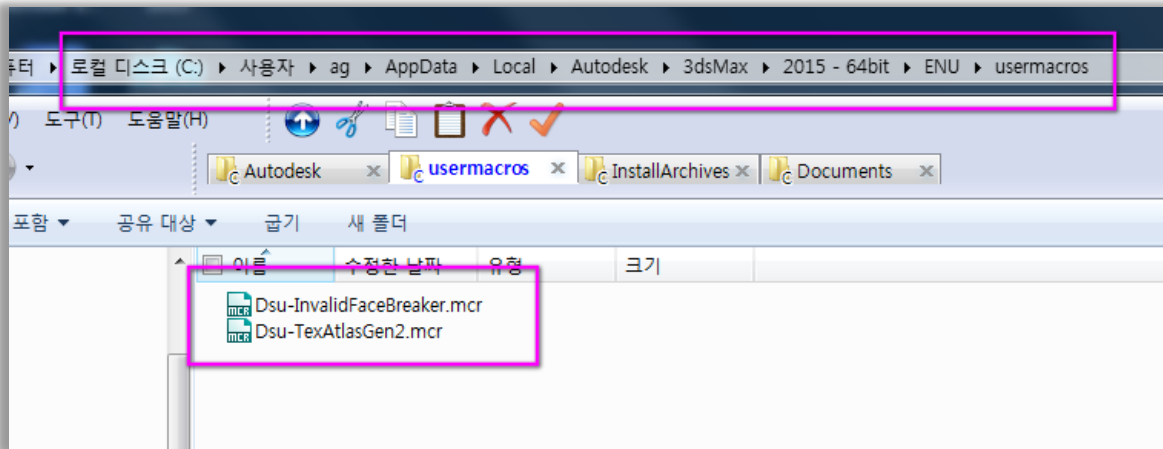 로컬 디스크 (C:) ▸ 사용자 ▸ ag ▸ AppData ▸ Local ▸ Autodesk ▸ 3dsMax ▸ 2015 - 64bit ▸ ENU ▸ usermacros
도구(T) 도움말(H)
Autodesk usermacros InstallArchives Documents
포함 공유 대상 굽기 새 폴더
이름 수정한 날짜 유형 크기
Dsu-InvalidFaceBreaker.mcr
Dsu-TexAtlasGen2.mcr